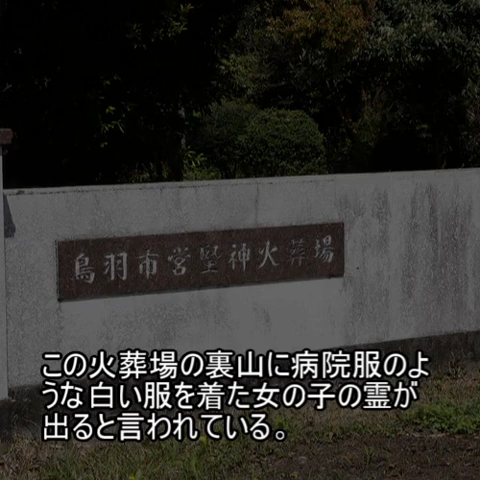 鳥羽市営堅神火葬場
この火葬場の裏山に病院服のよ
うな白い服を着た女の子の霊が
出ると言われている。